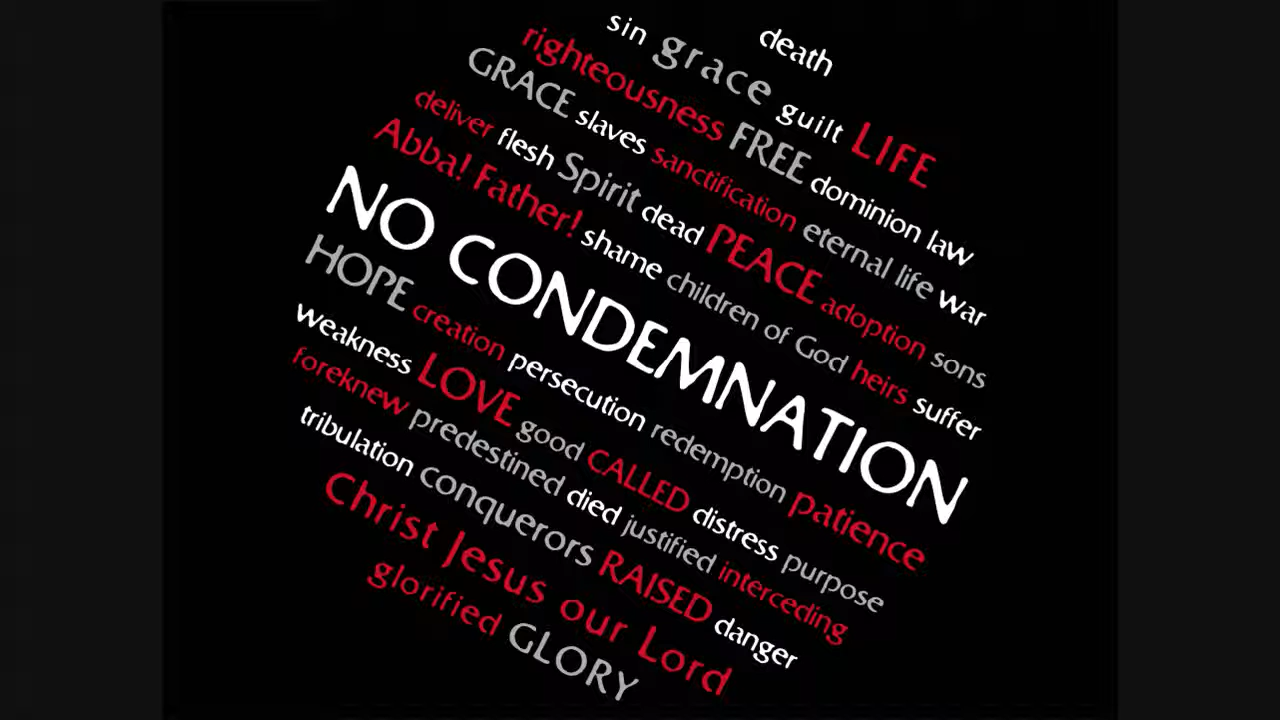 death
sin grace guilt LIFE
righteousness FREE dominion law
GRACE slaves sanctification eternal life war
deliver flesh Spirit dead PEACE adoption sons
Abba! Father! shame children of God heirs suffer
NO CONDEMNATION
HOPE creation persecution redemption patience
weakness LOVE good CALLED distress purpose
foreknew predestined died justified interceding
tribulation conquerors RAISED danger
Christ Jesus our Lord
glorified GLORY